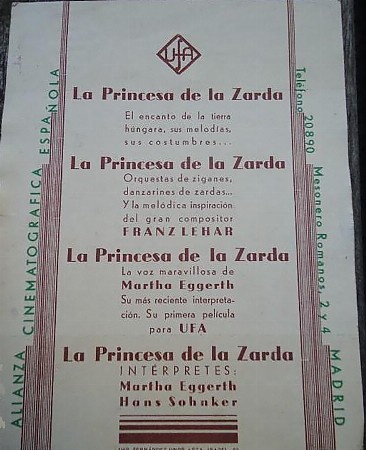 UFA
La Princesa de la Zarda
El encanto de la tierra
húngara, sus melodías,
sus costumbres...
La Princesa de la Zarda
Orquestas de ziganes,
danzarines de zardas...
Y la melódica inspiración
del gran compositor
FRANZ LEHAR
La Princesa de la Zarda
La voz maravillosa de
Martha Eggerth
Su más reciente interpreta-
ción. Su primera película
para UFA
La Princesa de la Zarda
INTÉRPRETES:
Martha Eggerth
Hans Sohnker
ALIANZA CINEMATOGRAFICA ESPAÑOLA
Teléfono 20890 Mesonero Romanos, 2 y 4 MADRID